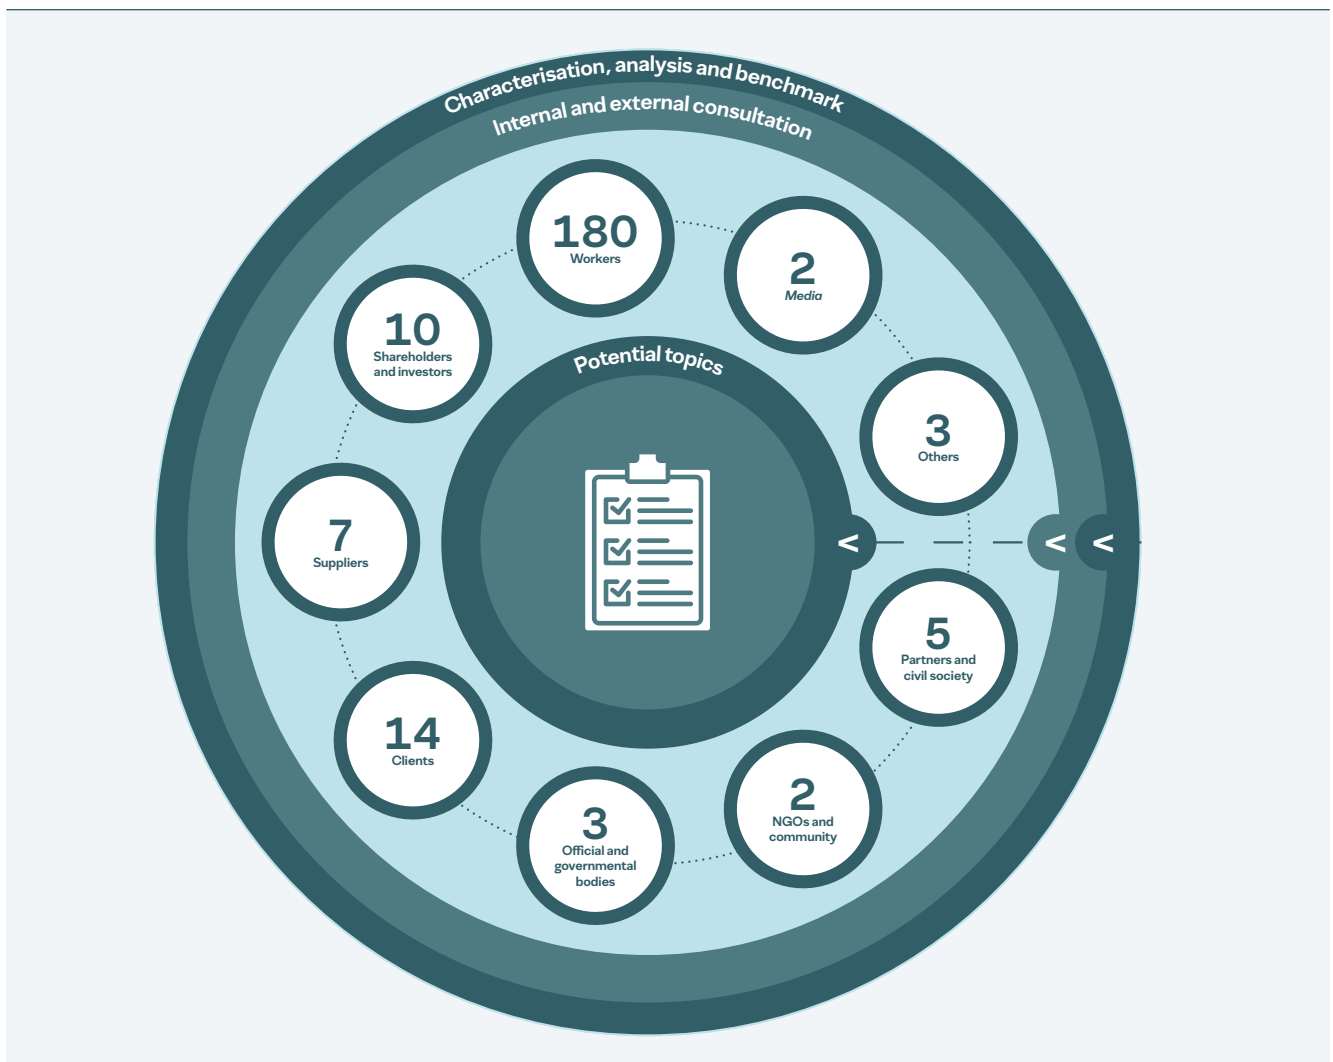 Characterisation, analysis and benchmark
Internal and external consultation
180
Workers
2
Media
10
Shareholders
and investors
3
Others
Potential topics
7
Suppliers
<
<
<
5
Partners and
civil society
14
Clients
2
NGOs and
community
3
Official and
governmental
bodies